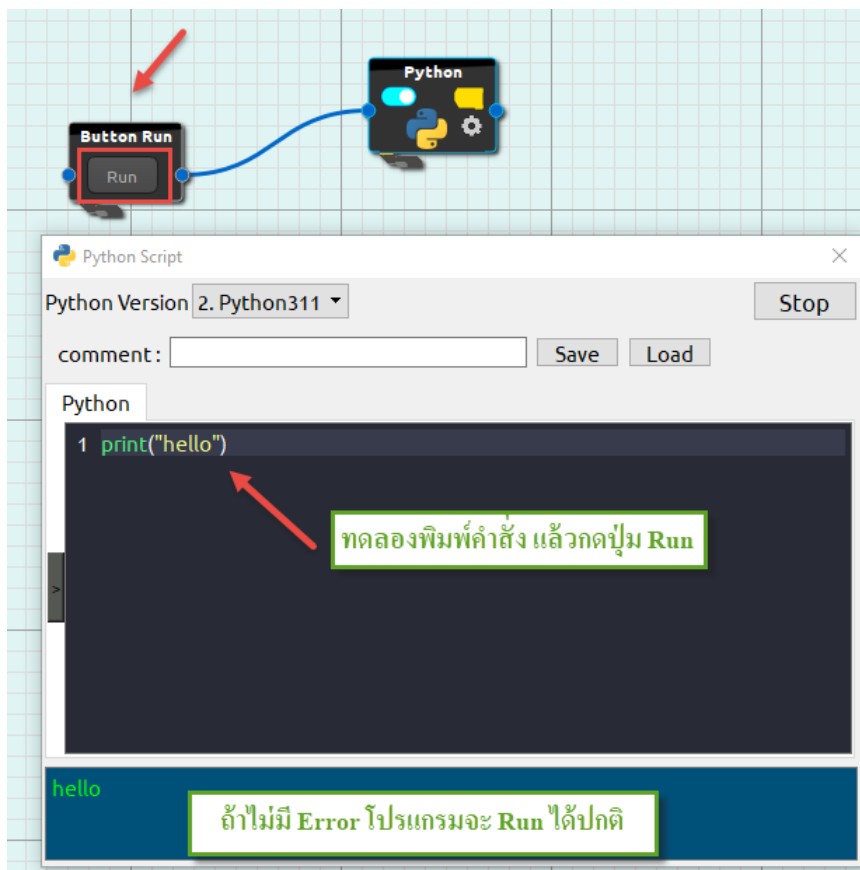 Python
Button Run
Run
Python Script
Python Version 2. Python311
Stop
comment:
Save
Load
Python
1 print("hello")
ทดลองพิมพ์คำสั่ง แล้วกดปุ่ม Run
>
hello
ถ้าไม่มี Error โปรแกรมจะ Run ได้ปกติ